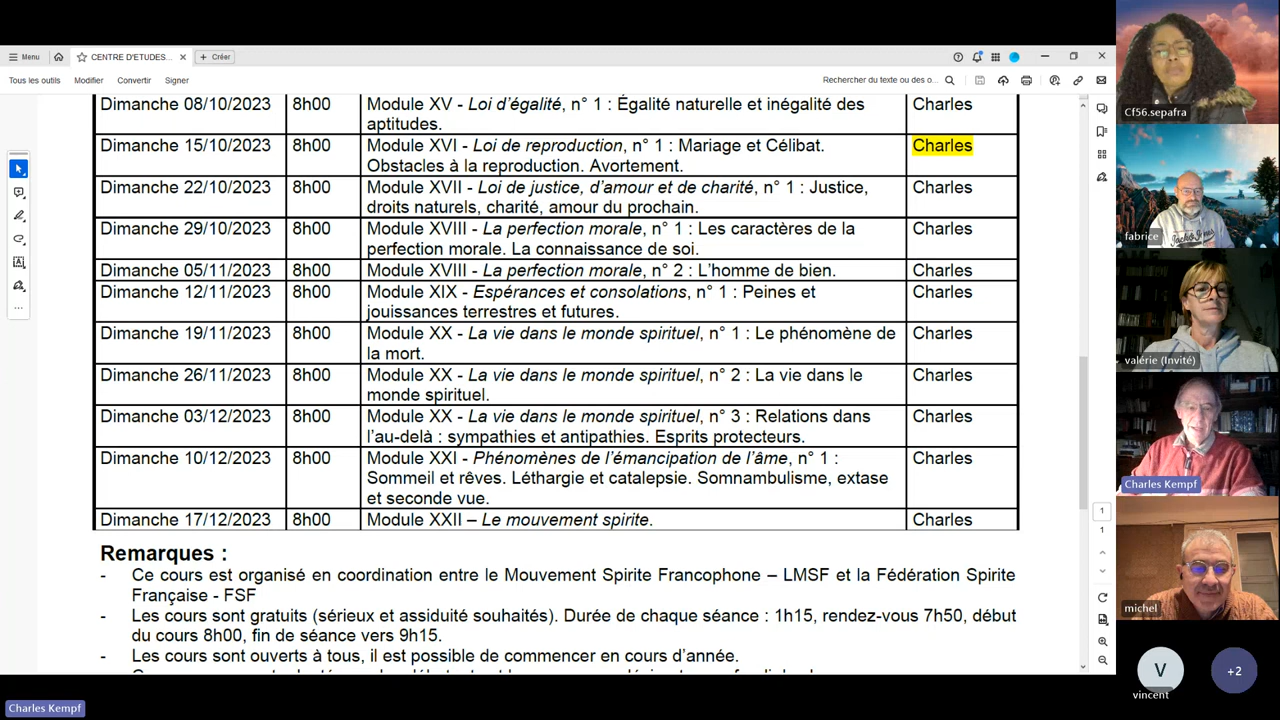 Menu
CENTRE D'ETUDES...
Créer
Tous les outils Modifier Convertir Signer
Rechercher du texte ou des o...
Dimanche 08/10/2023 8h00 Module XV - Loi d'égalité, n° 1 : Égalité naturelle et inégalité des Charles
aptitudes.
Dimanche 15/10/2023 8h00 Module XVI - Loi de reproduction, n° 1 : Mariage et Célibat. Charles
Obstacles à la reproduction. Avortement.
Dimanche 22/10/2023 8h00 Module XVII - Loi de justice, d'amour et de charité, n° 1 : Justice, Charles
droits naturels, charité, amour du prochain.
Dimanche 29/10/2023 8h00 Module XVIII - La perfection morale, n° 1 : Les caractères de la Charles
perfection morale. La connaissance de soi.
Dimanche 05/11/2023 8h00 Module XVIII - La perfection morale, n° 2 : L'homme de bien. Charles
Dimanche 12/11/2023 8h00 Module XIX - Espérances et consolations, n° 1 : Peines et Charles
jouissances terrestres et futures.
Dimanche 19/11/2023 8h00 Module XX - La vie dans le monde spirituel, n° 1 : Le phénomène de Charles
la mort.
Dimanche 26/11/2023 8h00 Module XX - La vie dans le monde spirituel, n° 2 : La vie dans le Charles
monde spirituel.
Dimanche 03/12/2023 8h00 Module XX - La vie dans le monde spirituel, n° 3 : Relations dans Charles
l'au-delà : sympathies et antipathies. Esprits protecteurs.
Dimanche 10/12/2023 8h00 Module XXI - Phénomènes de l'émancipation de l'âme, n° 1 : Charles
Sommeil et rêves. Léthargie et catalepsie. Somnambulisme, extase
et seconde vue.
Dimanche 17/12/2023 8h00 Module XXII – Le mouvement spirite. Charles
Remarques :
- Ce cours est organisé en coordination entre le Mouvement Spirite Francophone – LMSF et la Fédération Spirite
Française - FSF
- Les cours sont gratuits (sérieux et assiduité souhaités). Durée de chaque séance : 1h15, rendez-vous 7h50, début
du cours 8h00, fin de séance vers 9h15.
- Les cours sont ouverts à tous, il est possible de commencer en cours d'année.
1
1
Cf56.sepafra
fabrice
valérie (Invité)
Charles Kempf
michel
V
vincent
+2
Charles Kempf